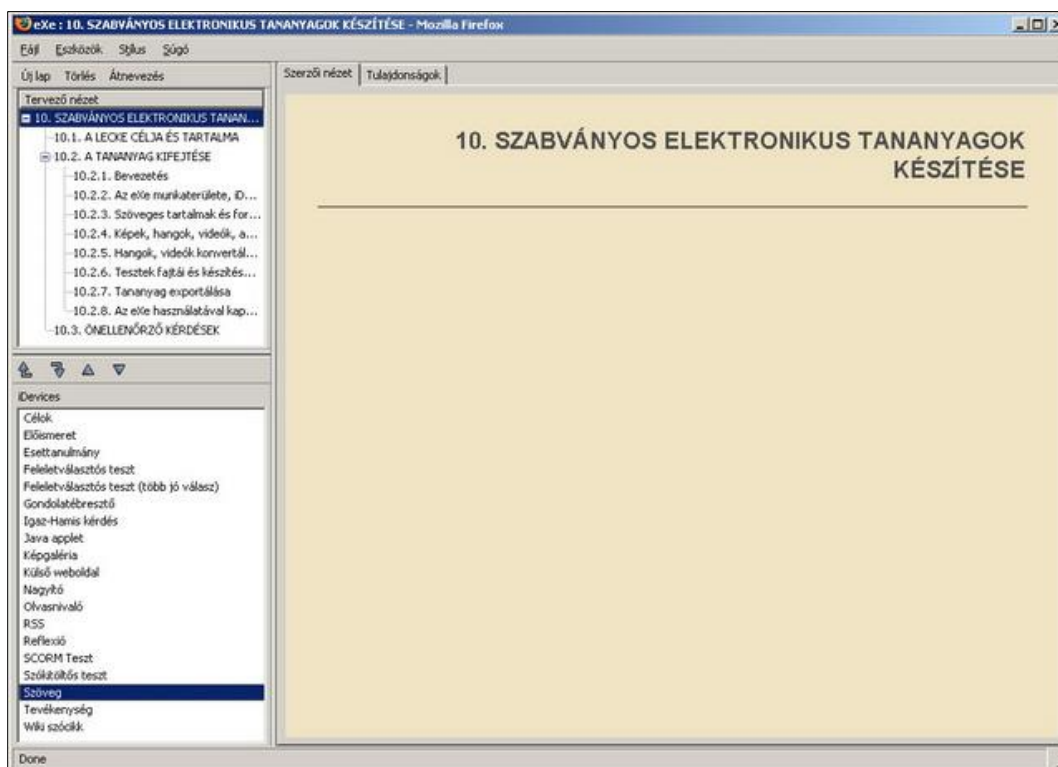 eXe : 10. SZABVÁNYOS ELEKTRONIKUS TANANYAGOK KÉSZÍTÉSE - Mozilla Firefox
Fájl Eszközök Stílus Súgó
Új lap Törlés Átnevezés
Szerzői nézet Tulajdonságok
Tervező nézet
10. SZABVÁNYOS ELEKTRONIKUS TANAN...
10.1. A LECKE CÉLJA ÉS TARTALMA
10.2. A TANANYAG KIFEJTÉSE
10.2.1. Bevezetés
10.2.2. Az eXe munkaterülete, iD...
10.2.3. Szöveges tartalmak és for...
10.2.4. Képek, hangok, videók, a...
10.2.5. Hangok, videók konvertál...
10.2.6. Tesztek fajtái és készítés...
10.2.7. Tananyag exportálása
10.2.8. Az eXe használatával kap...
10.3. ÖNELLENŐRZŐ KÉRDÉSEK
iDevices
Célok
Előismeret
Esettanulmány
Feleletválasztós teszt
Feleletválasztós teszt (több jó válasz)
Gondolatébresztő
Igaz-Hamis kérdés
Java applet
Képgaléria
Külső weboldal
Nagyító
Olvasnivaló
RSS
Reflexió
SCORM Teszt
Szókitöltős teszt
Szöveg
Tevékenység
Wiki szócikk
10. SZABVÁNYOS ELEKTRONIKUS TANANYAGOK
KÉSZÍTÉSE
Done